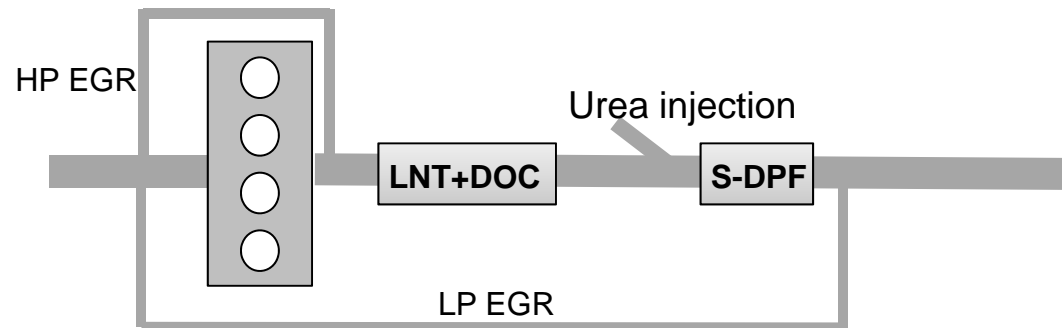 HP EGR
Urea injection
LNT+DOC
S-DPF
LP EGR